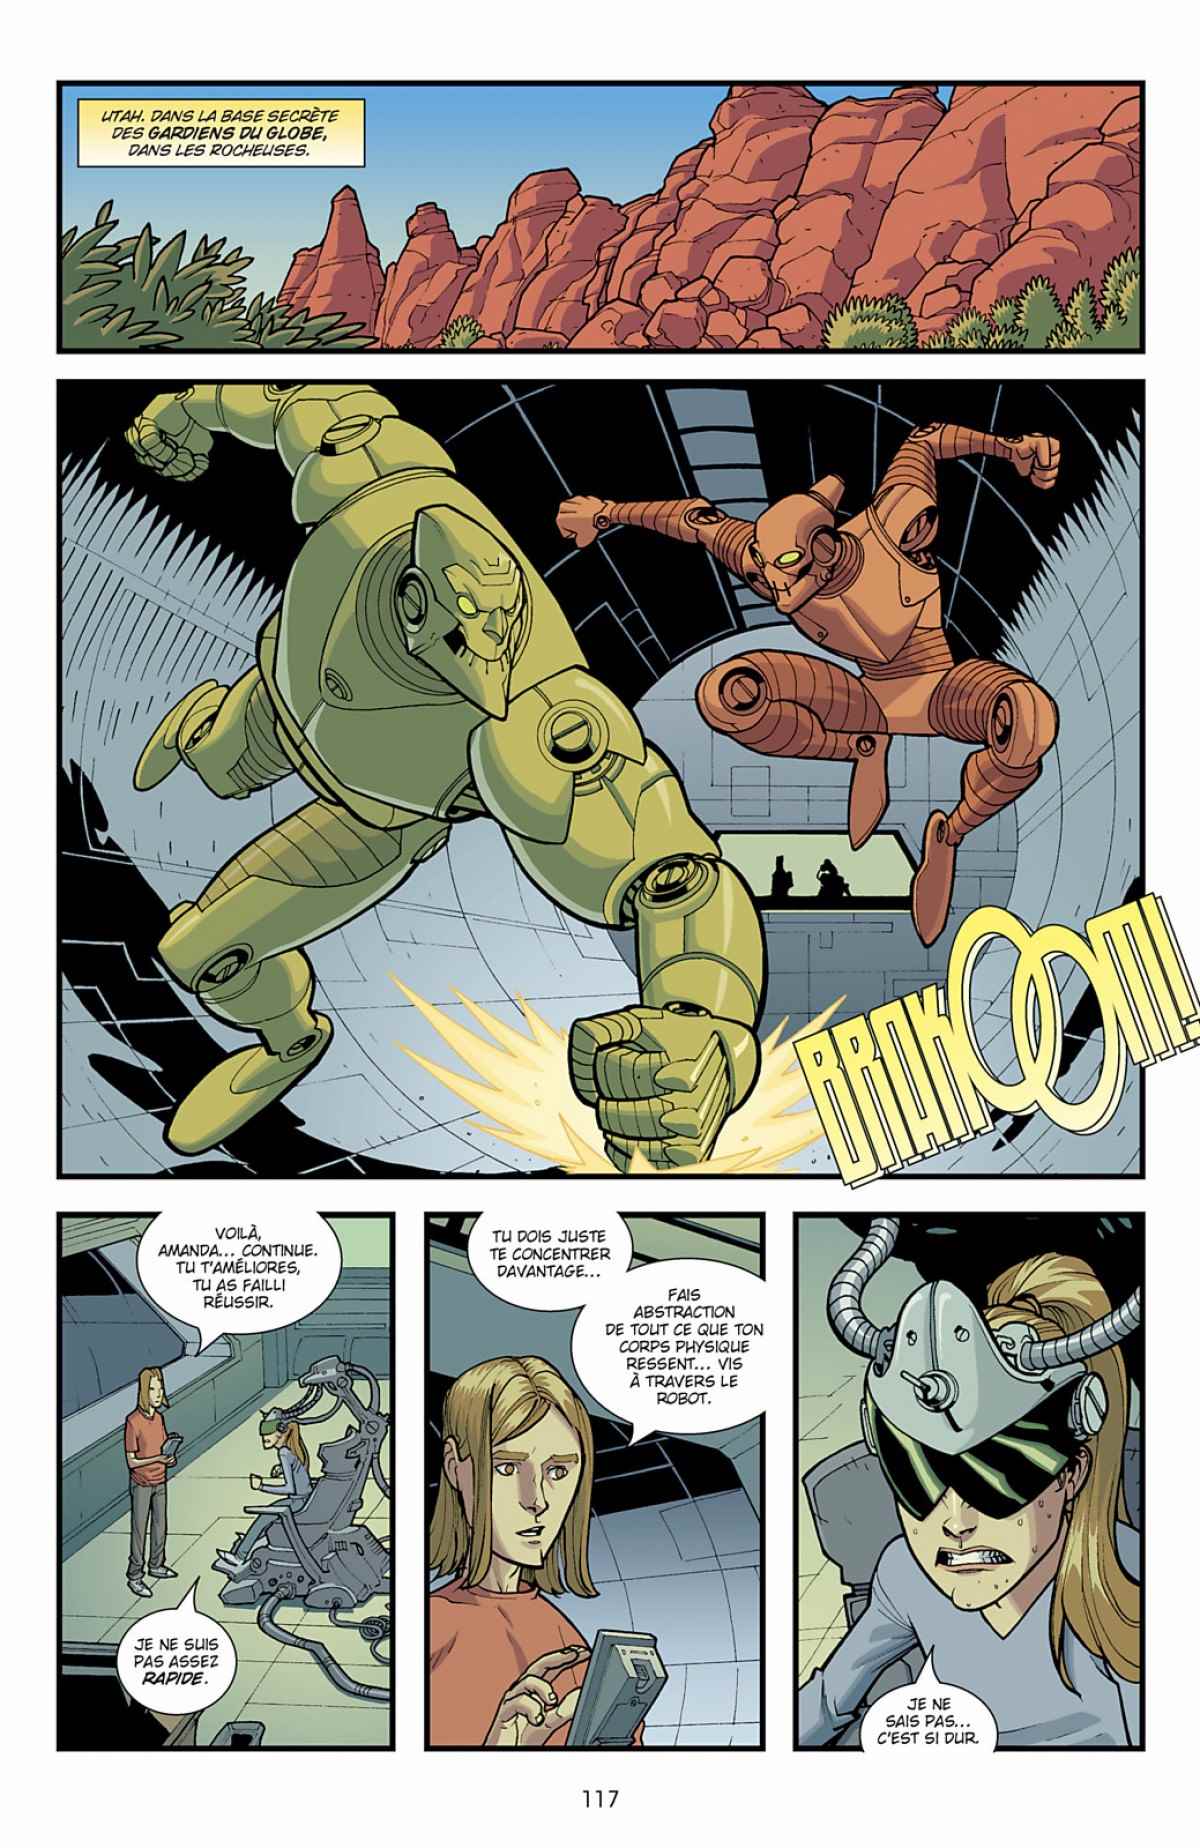 UTAH. DANS LA BASE SECRÈTE
DES GARDIENS DU GLOBE,
DANS LES ROCHEUSES.
BRAKOOOM!
VOILÀ,
AMANDA... CONTINUE.
TU T'AMÉLIORES,
TU AS FAILLI
RÉUSSIR.
JE NE SUIS
PAS ASSEZ
RAPIDE.
TU DOIS JUSTE
TE CONCENTRER
DAVANTAGE...
FAIS
ABSTRACTION
DE TOUT CE QUE TON
CORPS PHYSIQUE
RESSENT... VIS
À TRAVERS LE
ROBOT.
JE NE
SAIS PAS...
C'EST SI DUR.
117